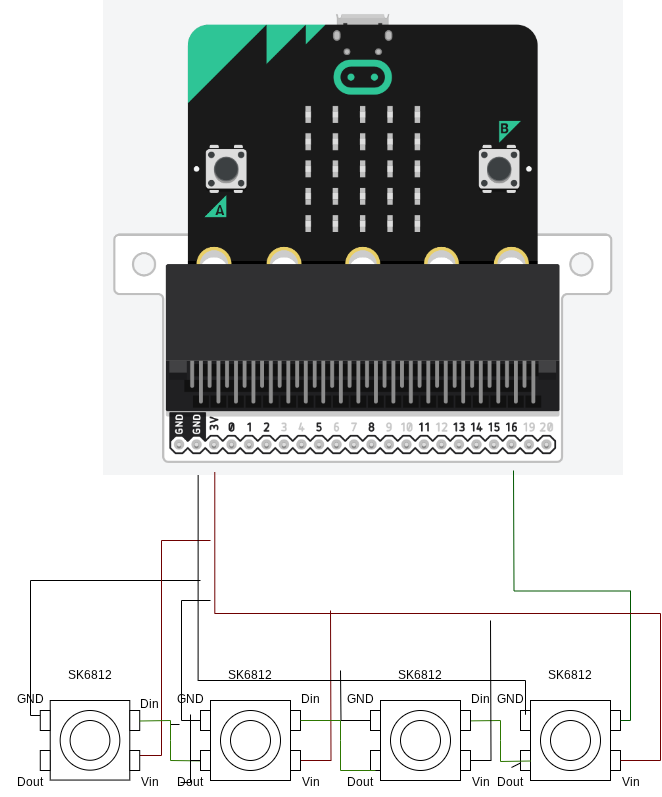 B
A
GND GND 3V 0 1 2 3 4 5 6 7 8 9 10 11 12 13 14 15 16 19 20
SK6812 SK6812 SK6812 SK6812
GND Din GND Din GND Din GND
Dout Vin Dout Vin Dout Vin Dout Vin